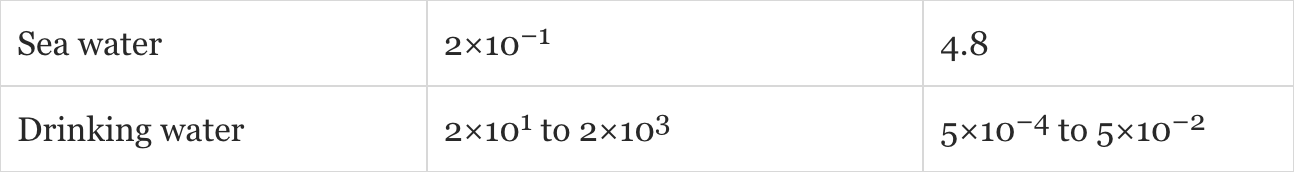 Sea water 2×10⁻¹ 4.8
Drinking water 2×10¹ to 2×10³ 5×10⁻⁴ to 5×10⁻²